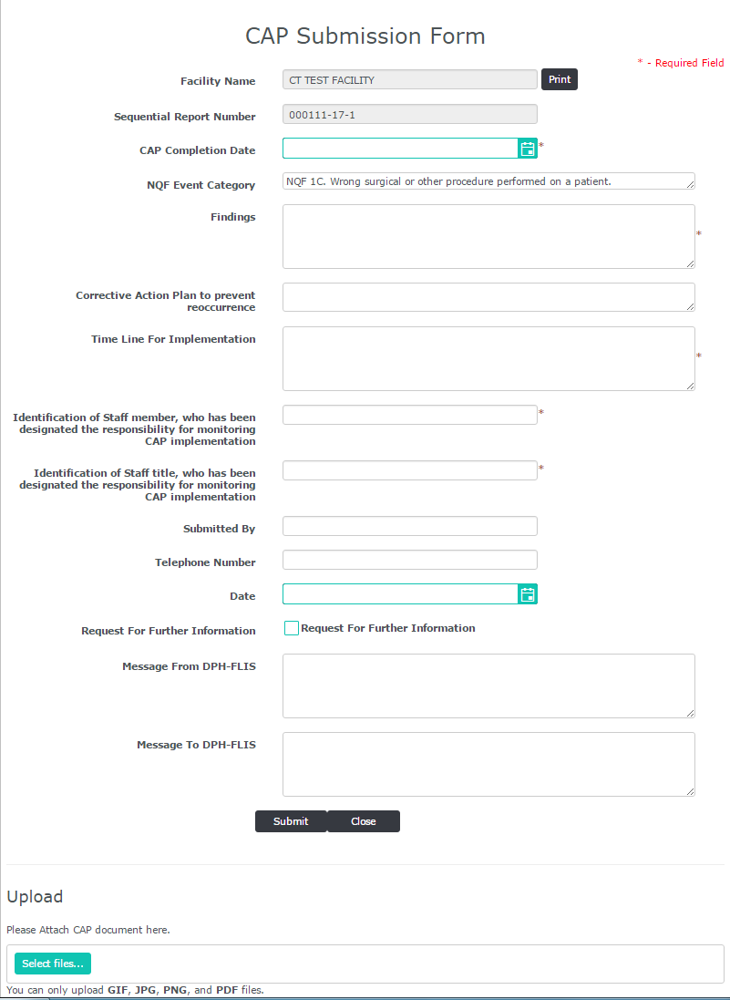 CAP Submission Form
* - Required Field
Facility Name
CT TEST FACILITY
Print
Sequential Report Number
000111-17-1
CAP Completion Date
*
NQF Event Category
NQF 1C. Wrong surgical or other procedure performed on a patient.
Findings
*
Corrective Action Plan to prevent
reoccurrence
Time Line For Implementation
*
Identification of Staff member, who has been
designated the responsibility for monitoring
CAP implementation
*
Identification of Staff title, who has been
designated the responsibility for monitoring
CAP implementation
*
Submitted By
Telephone Number
Date
Request For Further Information
Request For Further Information
Message From DPH-FLIS
Message To DPH-FLIS
Submit
Close
Upload
Please Attach CAP document here.
Select files...
You can only upload GIF, JPG, PNG, and PDF files.